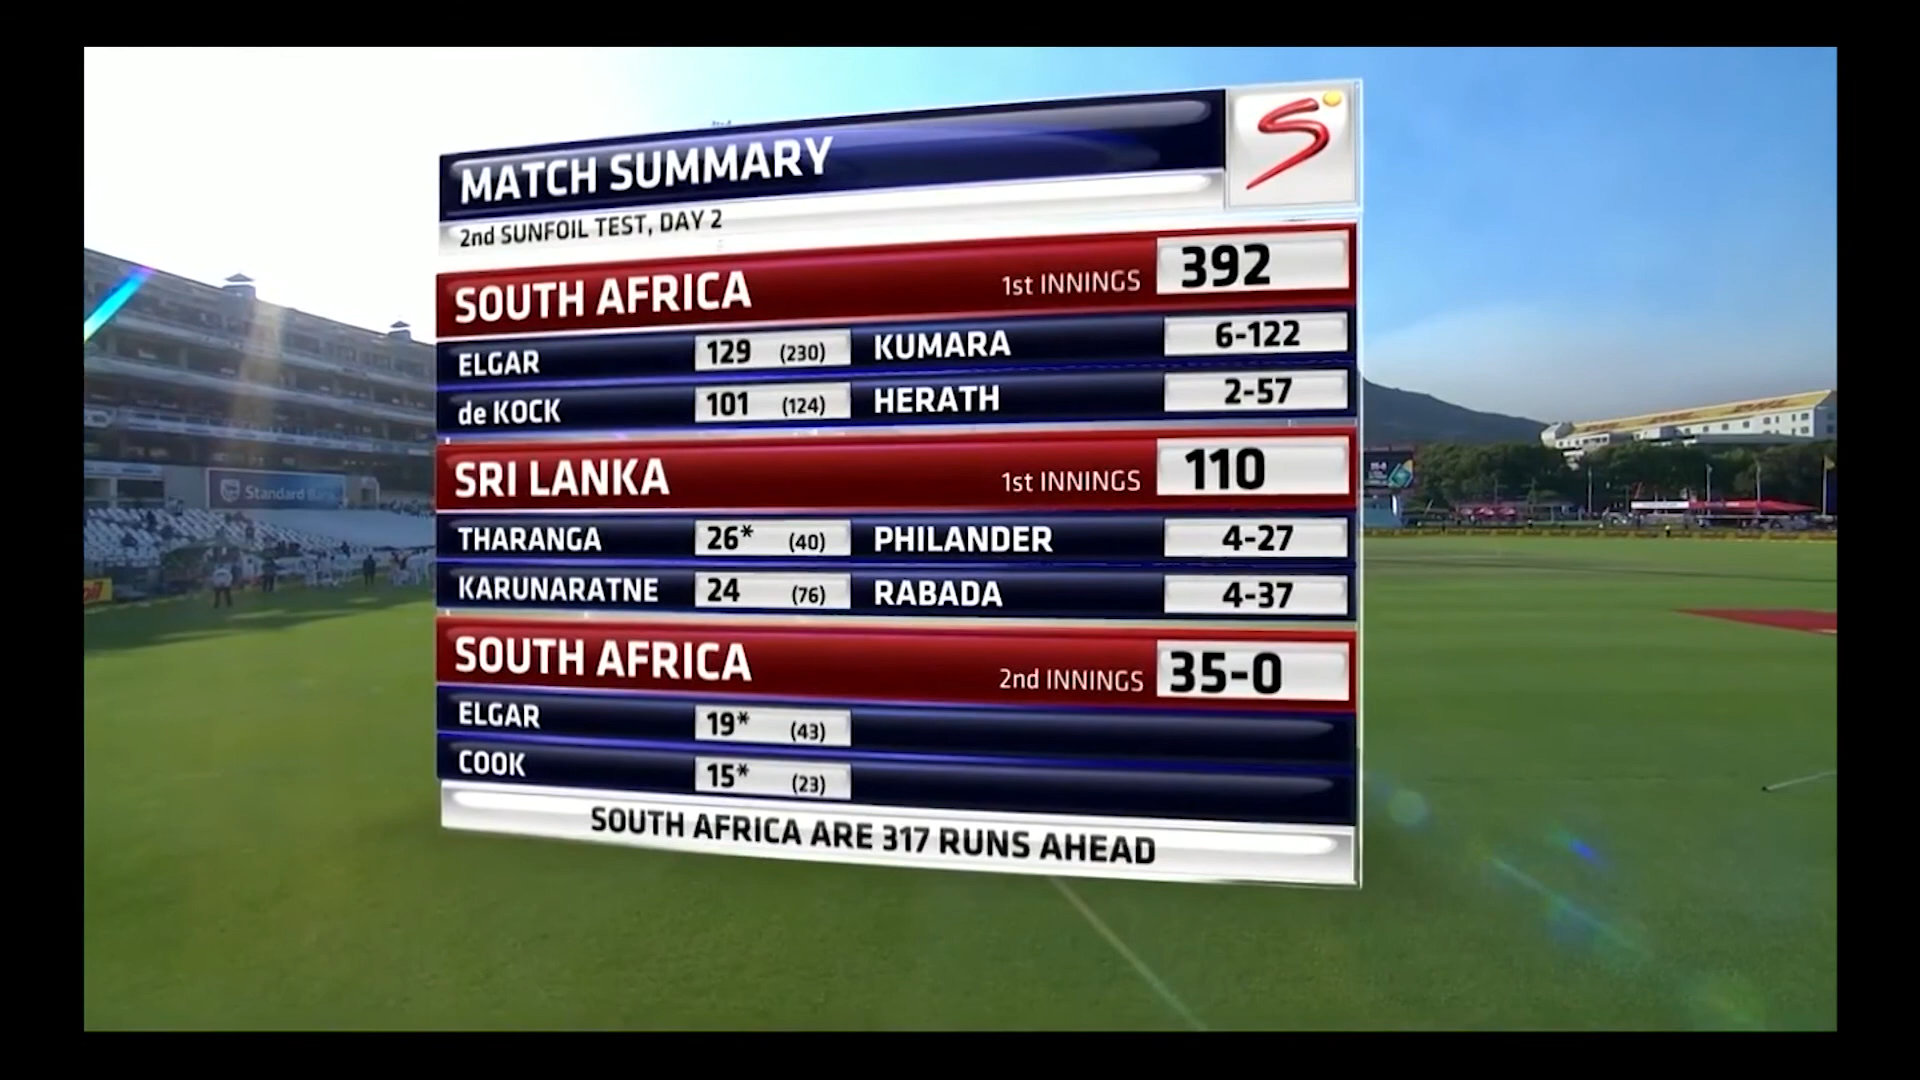 MATCH SUMMARY
2nd SUNFOIL TEST, DAY 2
SOUTH AFRICA 1st INNINGS 392
ELGAR 129 (230) KUMARA 6-122
de KOCK 101 (124) HERATH 2-57
SRI LANKA 1st INNINGS 110
THARANGA 26* (40) PHILANDER 4-27
KARUNARATNE 24 (76) RABADA 4-37
SOUTH AFRICA 2nd INNINGS 35-0
ELGAR 19* (43)
COOK 15* (23)
SOUTH AFRICA ARE 317 RUNS AHEAD
Standard Bank